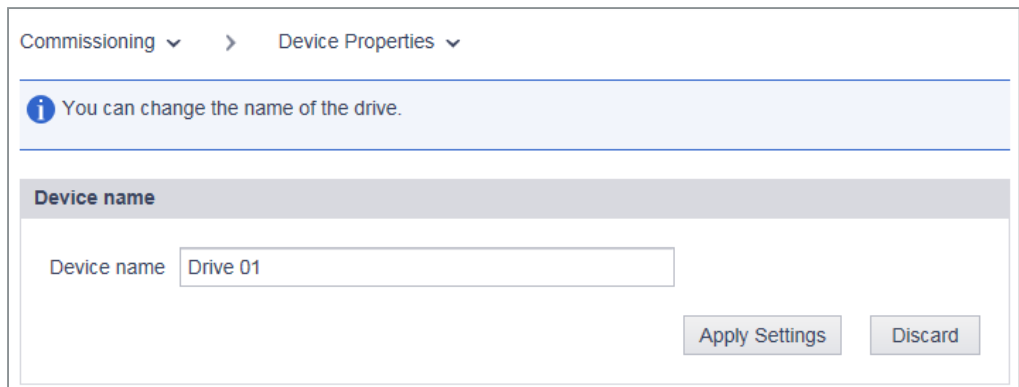 Commissioning > Device Properties
You can change the name of the drive.
Device name
Device name Drive 01
Apply Settings Discard